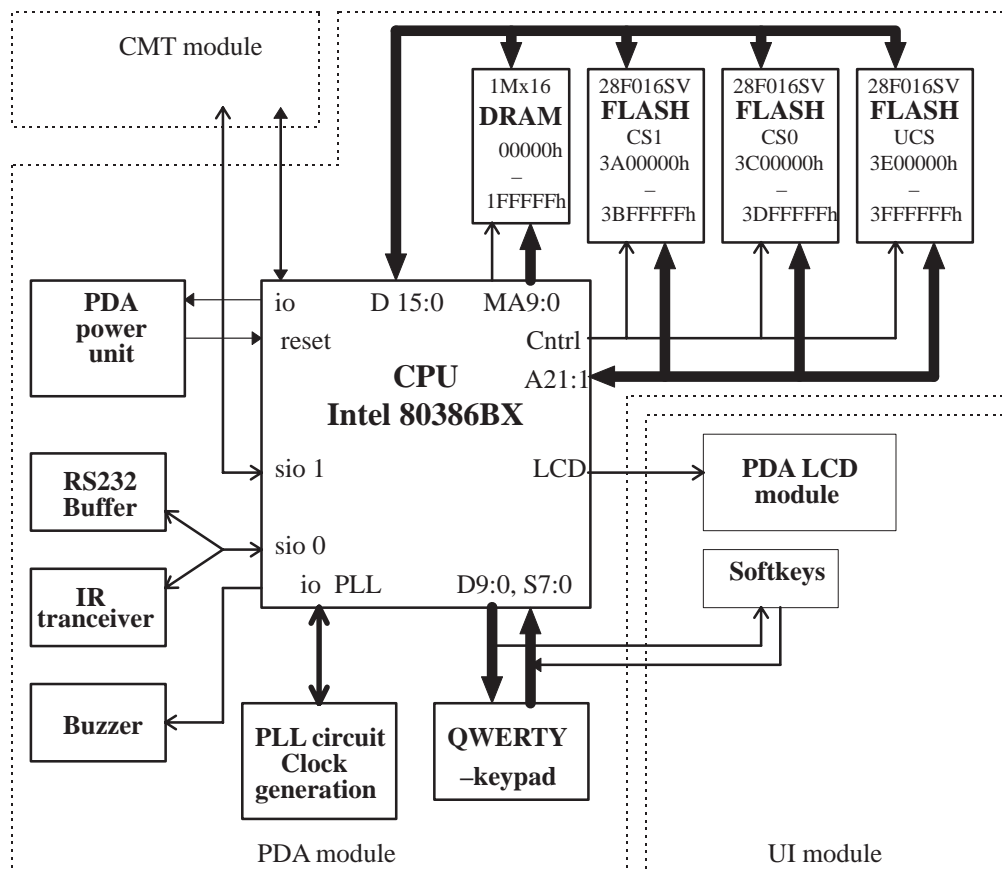 CMT module
1Mx16
DRAM
00000h
–
1FFFFFh
28F016SV
FLASH
CS1
3A00000h
–
3BFFFFFh
28F016SV
FLASH
CS0
3C00000h
–
3DFFFFFh
28F016SV
FLASH
UCS
3E00000h
–
3FFFFFFh
PDA
power
unit
io
D 15:0
MA9:0
reset
Cntrl
CPU
A21:1
Intel 80386BX
sio 1
LCD
sio 0
io PLL
D9:0, S7:0
RS232
Buffer
IR
tranceiver
Buzzer
PLL circuit
Clock
generation
QWERTY
–keypad
PDA LCD
module
Softkeys
PDA module
UI module